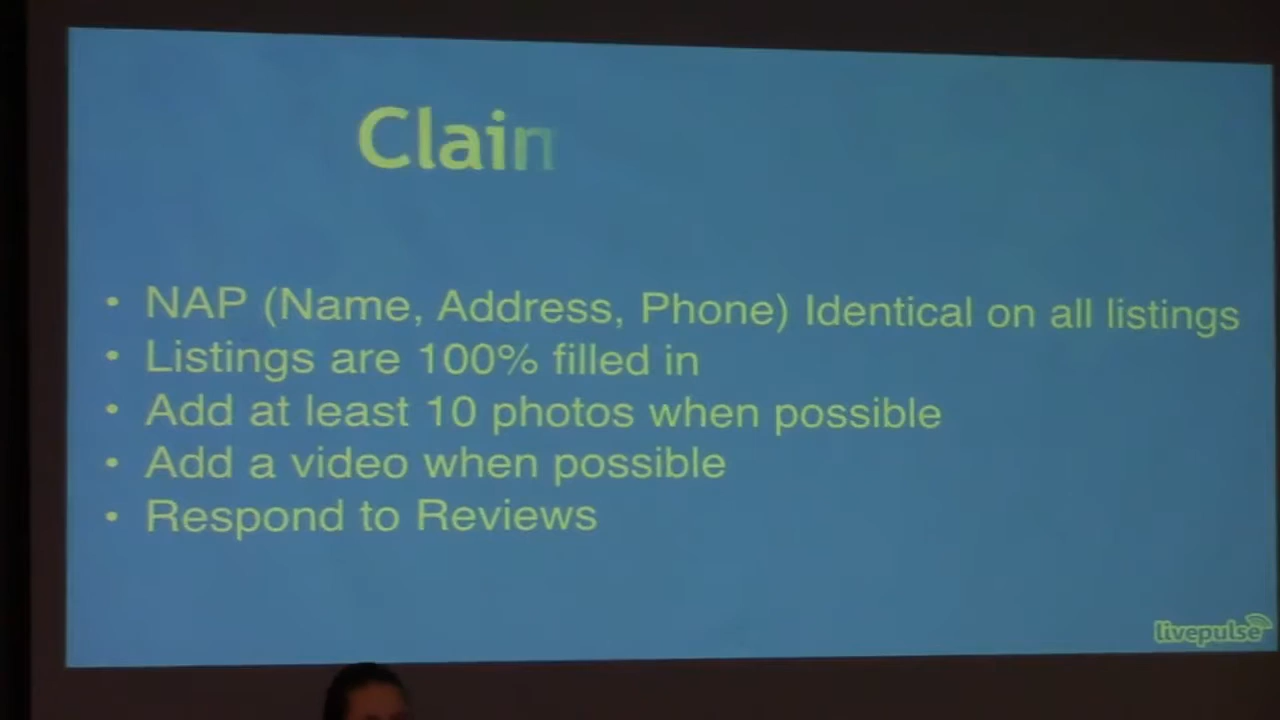 Claim
• NAP (Name, Address, Phone) Identical on all listings
• Listings are 100% filled in
• Add at least 10 photos when possible
• Add a video when possible
• Respond to Reviews
livepulse